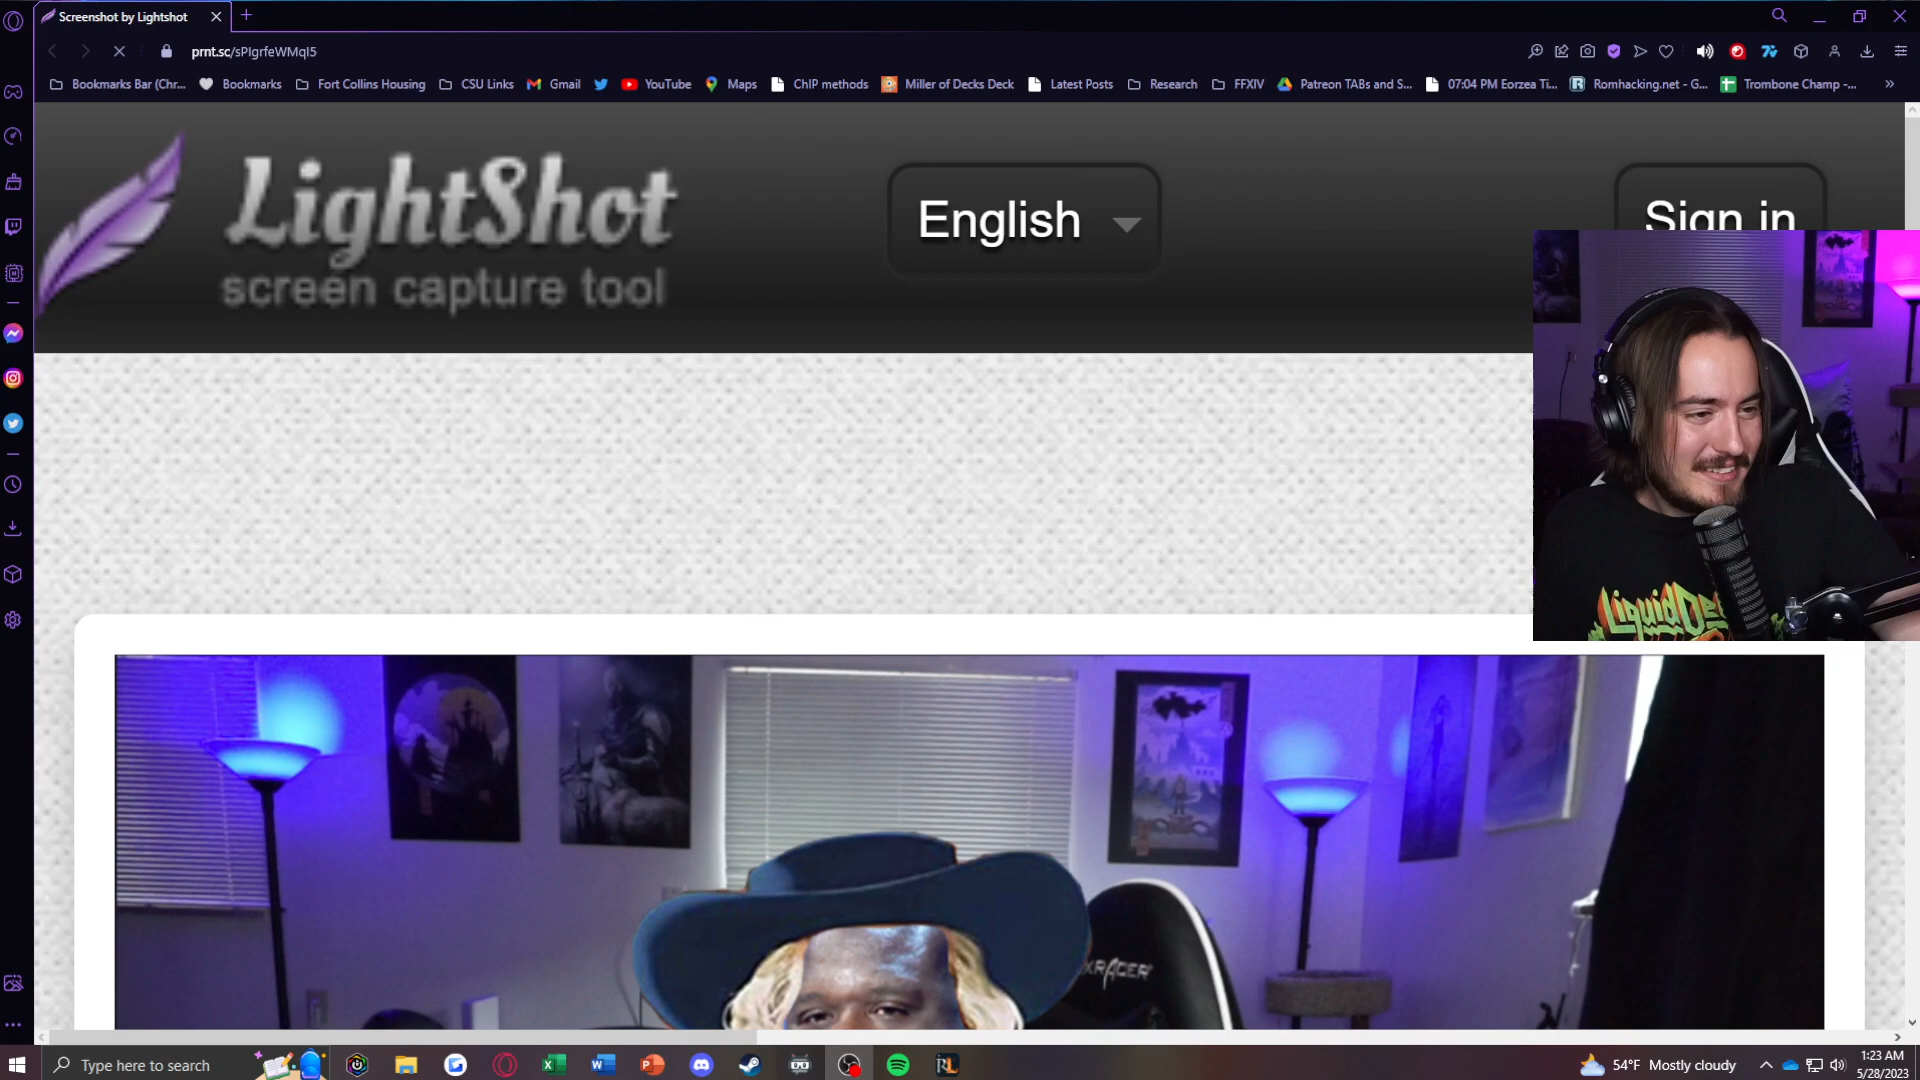 Screenshot by Lightshot
prnt.sc/sPIgrfeWMqI5
Bookmarks Bar (Chr...
Bookmarks
Fort Collins Housing
CSU Links
Gmail
YouTube
Maps
ChIP methods
Miller of Decks Deck
Latest Posts
Research
FFXIV
Patreon TABs and S...
07:04 PM Eorzea Ti...
Romhacking.net - G...
Trombone Champ -...
»
LightShot
screen capture tool
English
Sign in
LiquidDe
XRACER
Type here to search
54°F Mostly cloudy
1:23 AM
5/28/2023